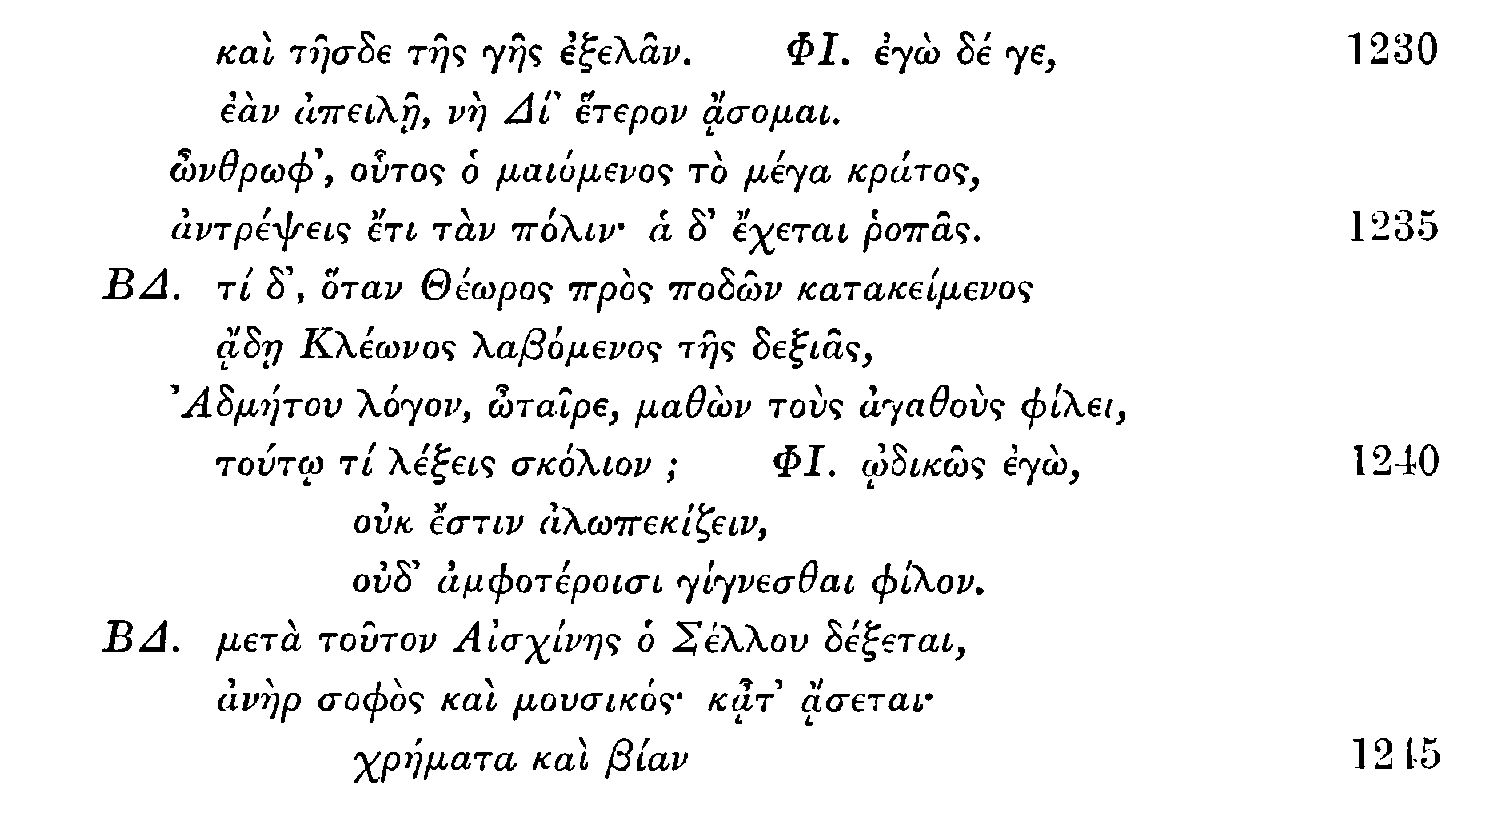 καὶ τῆσδε τῆς γῆς ἐξελᾶν. ΦΙ. ἐγὼ δέ γε, 1230
ἐὰν ἀπειλῇ, νὴ Δί᾽ ἕτερον ᾄσομαι.
ὦνθρωφ᾽, οὗτος ὁ μαιόμενος τὸ μέγα κράτος,
ἀντρέψεις ἔτι τὰν πόλιν· ἁ δ᾽ ἔχεται ῥοπᾶς. 1235
ΒΔ. τί δ᾽, ὅταν Θέωρος πρὸς ποδῶν κατακείμενος
ᾄδῃ Κλέωνος λαβόμενος τῆς δεξιᾶς,
Ἀδμήτου λόγον, ὦταῖρε, μαθὼν τοὺς ἀγαθοὺς φίλει,
τούτῳ τί λέξεις σκόλιον ; ΦΙ. ᾠδικῶς ἐγὼ, 1240
οὐκ ἔστιν ἀλωπεκίζειν,
οὐδ᾽ ἀμφοτέροισι γίγνεσθαι φίλον.
ΒΔ. μετὰ τοῦτον Αἰσχίνης ὁ Σέλλου δέξεται,
ἀνὴρ σοφὸς καὶ μουσικός· κᾆτ᾽ ᾄσεται·
χρήματα καὶ βίαν 1245